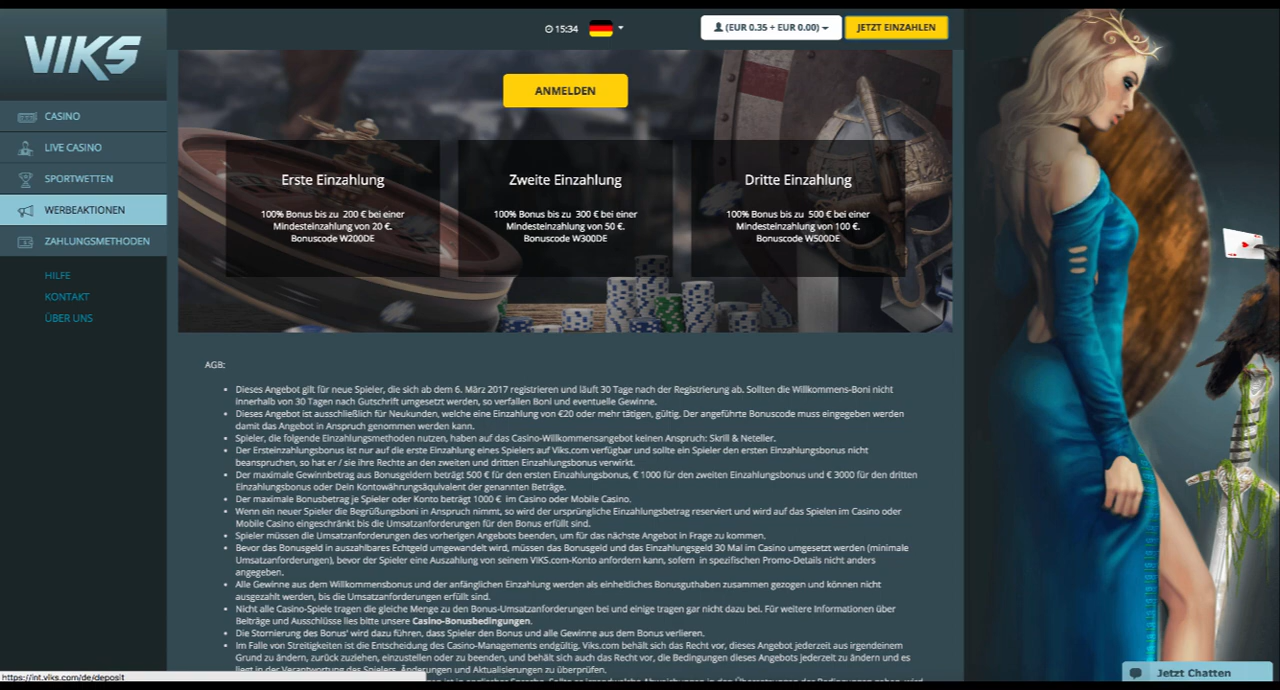 VIKS
15:34
(EUR 0.35 + EUR 0.00)
JETZT EINZAHLEN
CASINO
LIVE CASINO
SPORTWETTEN
WERBEAKTIONEN
ZAHLUNGSMETHODEN
HILFE
KONTAKT
ÜBER UNS
ANMELDEN
Erste Einzahlung
100% Bonus bis zu 200 € bei einer
Mindesteinzahlung von 20 €.
Bonuscode W200DE
Zweite Einzahlung
100% Bonus bis zu 300 € bei einer
Mindesteinzahlung von 50 €.
Bonuscode W300DE
Dritte Einzahlung
100% Bonus bis zu 500 € bei einer
Mindesteinzahlung von 100 €.
Bonuscode W500DE
AGB:
• Dieses Angebot gilt für neue Spieler, die sich ab dem 6. März 2017 registrieren und läuft 30 Tage nach der Registrierung ab. Sollten die Willkommens-Boni nicht
innerhalb von 30 Tagen nach Gutschrift umgesetzt werden, so verfallen Boni und eventuelle Gewinne.
• Dieses Angebot ist ausschließlich für Neukunden, welche eine Einzahlung von €20 oder mehr tätigen, gültig. Der angeführte Bonuscode muss eingegeben werden
damit das Angebot in Anspruch genommen werden kann.
• Spieler, die folgende Einzahlungsmethoden nutzen, haben auf das Casino-Willkommensangebot keinen Anspruch: Skrill & Neteller.
• Der Ersteinzahlungsbonus ist nur auf die erste Einzahlung eines Spielers auf Viks.com verfügbar und sollte ein Spieler den ersten Einzahlungsbonus nicht
beanspruchen, so hat er / sie ihre Rechte an den zweiten und dritten Einzahlungsbonus verwirkt.
• Der maximale Gewinnbetrag aus Bonusgeldern beträgt 500 € für den ersten Einzahlungsbonus, € 1000 für den zweiten Einzahlungsbonus und € 3000 für den dritten
Einzahlungsbonus oder Dein Kontowährungsäquivalent der genannten Beträge.
• Der maximale Bonusbetrag je Spieler oder Konto beträgt 1000 € im Casino oder Mobile Casino.
• Wenn ein neuer Spieler die Begrüßungsboni in Anspruch nimmt, so wird der ursprüngliche Einzahlungsbetrag reserviert und wird auf das Spielen im Casino oder
Mobile Casino eingeschränkt bis die Umsatzanforderungen für den Bonus erfüllt sind.
• Spieler müssen die Umsatzanforderungen des vorherigen Angebots beenden, um für das nächste Angebot in Frage zu kommen.
• Bevor das Bonusgeld in auszahlbares Echtgeld umgewandelt wird, müssen das Bonusgeld und das Einzahlungsgeld 30 Mal im Casino umgesetzt werden (minimale
Umsatzanforderungen), bevor der Spieler eine Auszahlung von seinem VIKS.com-Konto anfordern kann, sofern in spezifischen Promo-Details nicht anders
angegeben.
• Alle Gewinne aus dem Willkommensbonus und der anfänglichen Einzahlung werden als einheitliches Bonusguthaben zusammen gezogen und können nicht
ausgezahlt werden, bis die Umsatzanforderungen erfüllt sind.
• Nicht alle Casino-Spiele tragen die gleiche Menge zu den Bonus-Umsatzanforderungen bei und einige tragen gar nicht dazu bei. Für weitere Informationen über
Beiträge und Ausschlüsse lies bitte unsere Casino-Bonusbedingungen.
• Die Stornierung des Bonus' wird dazu führen, dass Spieler den Bonus und alle Gewinne aus dem Bonus verlieren.
• Im Falle von Streitigkeiten ist die Entscheidung des Casino-Managements endgültig. Viks.com behält sich das Recht vor, dieses Angebot jederzeit aus irgendeinem
Grund zu ändern, zurück zuziehen, einzustellen oder zu beenden, und behält sich auch das Recht vor, die Bedingungen dieses Angebots jederzeit zu ändern und es
liegt in der Verantwortung des Spielers, Änderungen und Aktualisierungen zu überprüfen.
https://int.viks.com/de/deposit
Jetzt Chatten